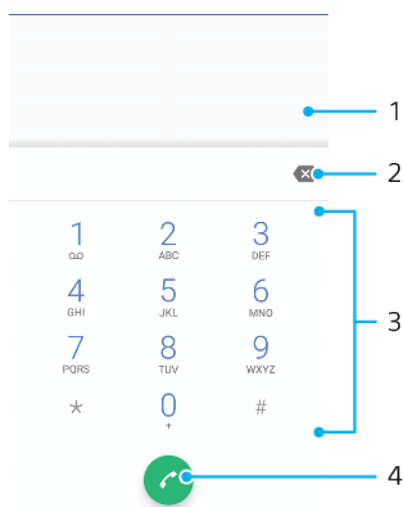 1
2
1 2 3
ABC DEF
4 5 6
GHI JKL MNO
3
7 8 9
PQRS TUV WXYZ
* 0 #
+
4